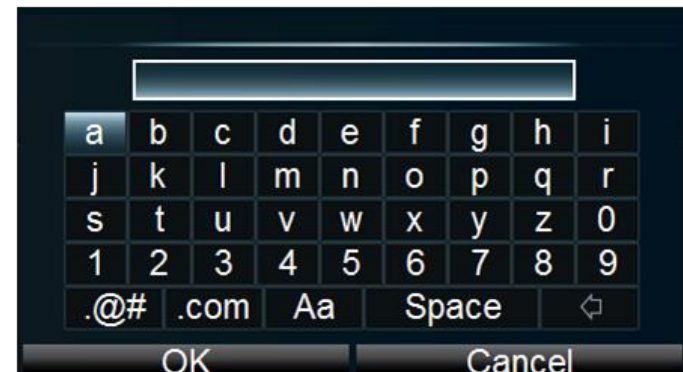 a b c d e f g h i
j k l m n o p q r
s t u v w x y z 0
1 2 3 4 5 6 7 8 9
.@# .com Aa Space
OK Cancel